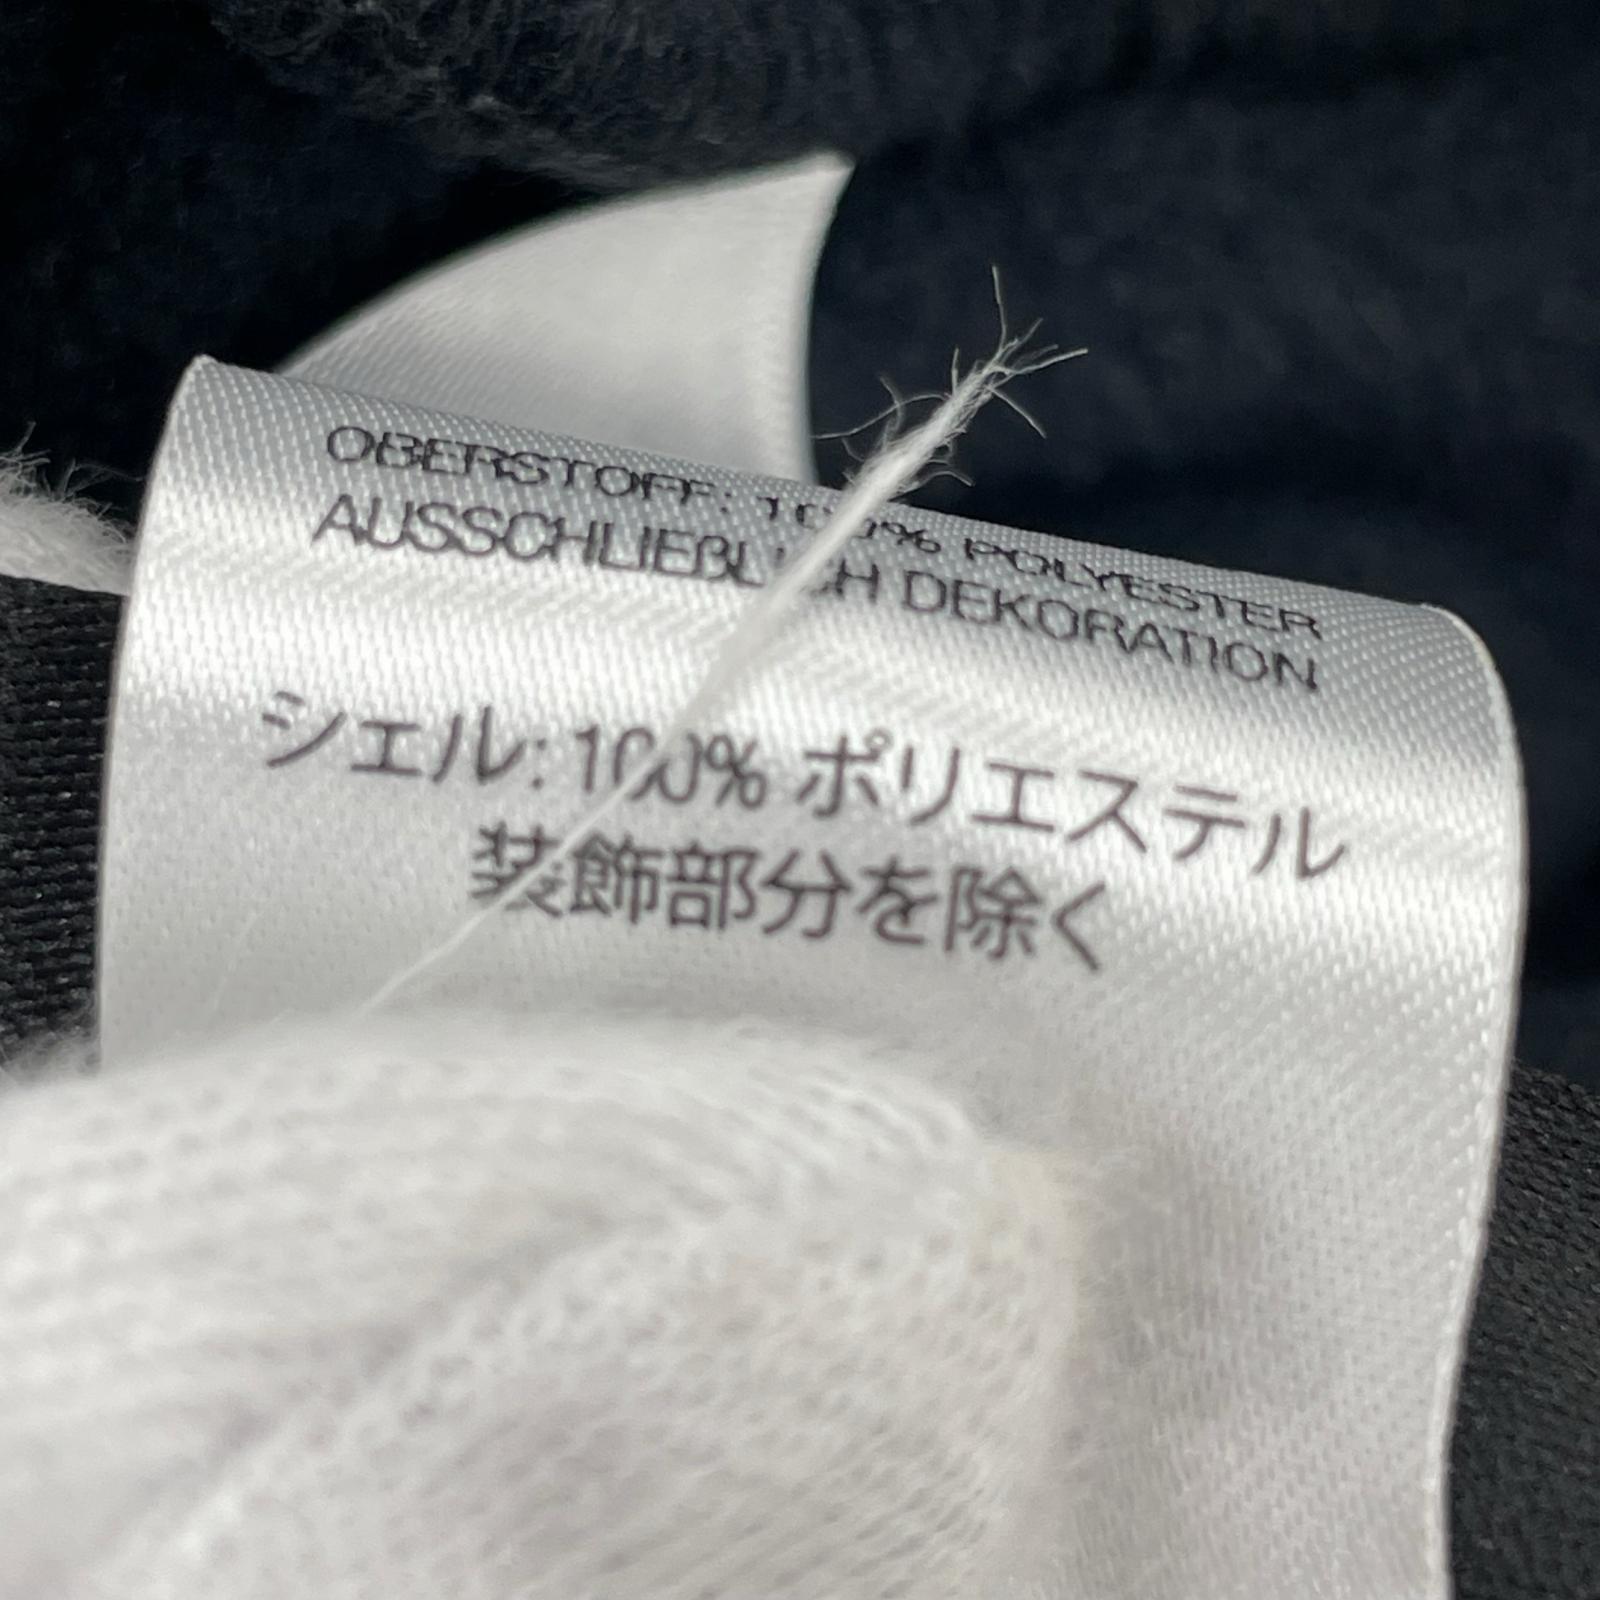 OBERSTOFF: 100% POLYESTER
AUSSCHLIEßLICH DEKORATION
シェル: 100% ポリエステル
装飾部分を除く